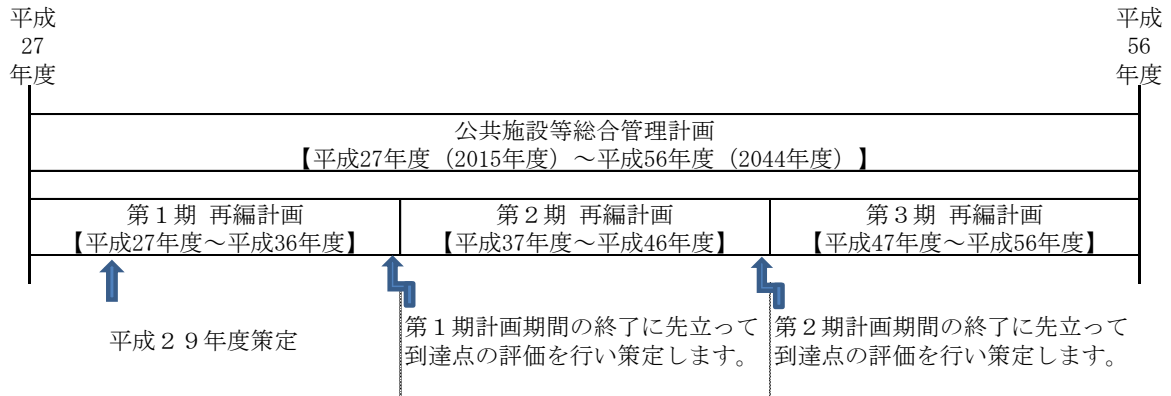 平成
27
年度
平成
56
年度
公共施設等総合管理計画
【平成27年度（2015年度）～平成56年度（2044年度）】
第１期 再編計画
【平成27年度～平成36年度】
第２期 再編計画
【平成37年度～平成46年度】
第３期 再編計画
【平成47年度～平成56年度】
平成２９年度策定
第１期計画期間の終了に先立って
到達点の評価を行い策定します。
第２期計画期間の終了に先立って
到達点の評価を行い策定します。